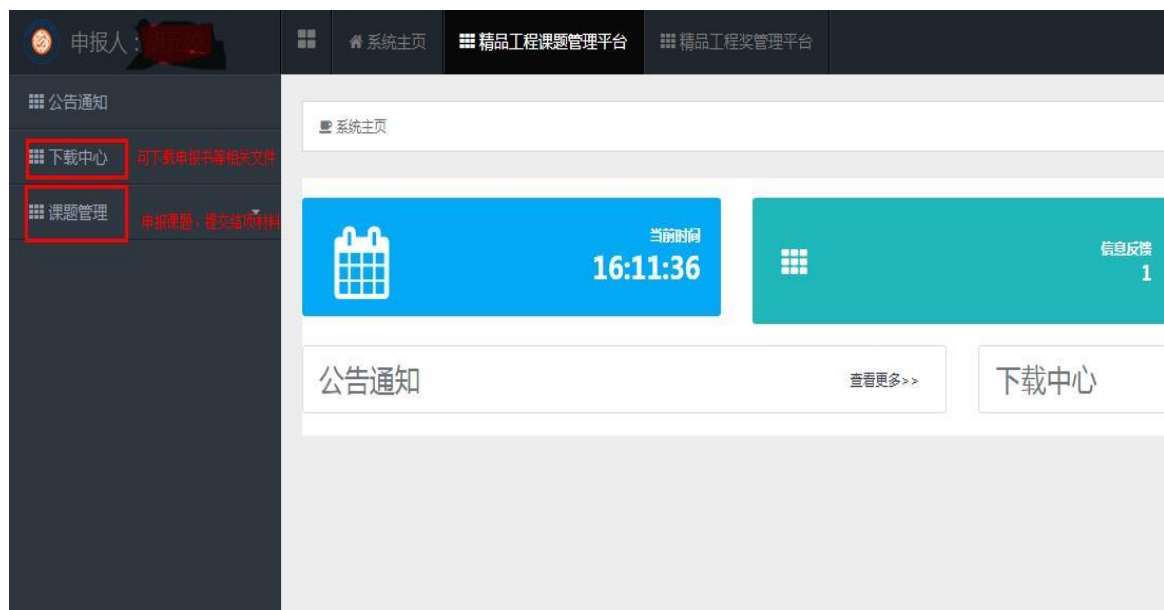 申报人：
系统主页
精品工程课题管理平台
精品工程奖管理平台
公告通知
下载中心
可下载申报书等相关文件
课题管理
申报课题、提交结项材料
系统主页
当前时间
16:11:36
信息反馈
1
公告通知
查看更多>>
下载中心